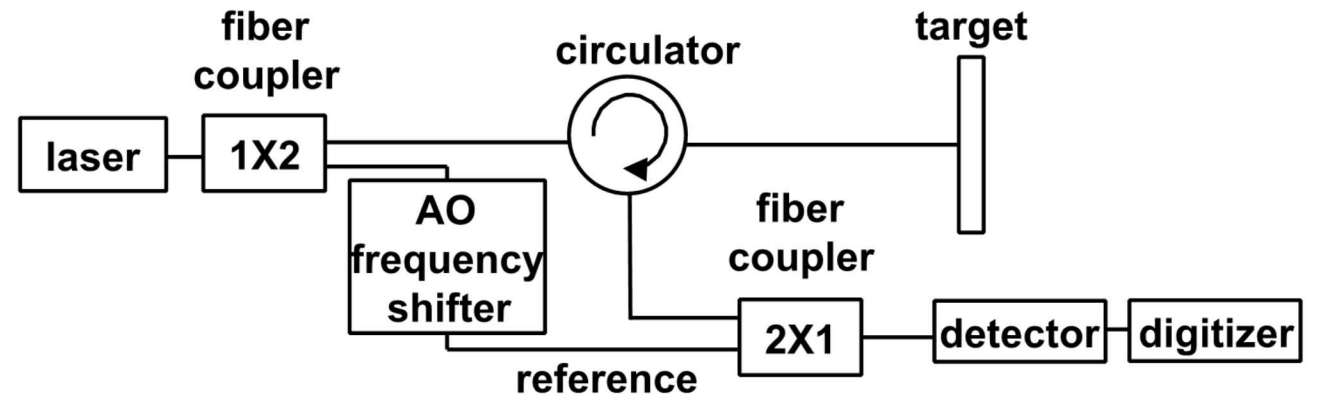 fiber
coupler
circulator
target
laser
1X2
AO
frequency
shifter
fiber
coupler
2X1
detector
digitizer
reference